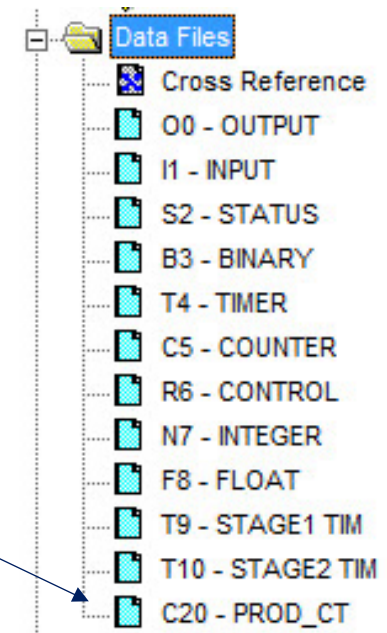 Data Files
Cross Reference
O0 - OUTPUT
I1 - INPUT
S2 - STATUS
B3 - BINARY
T4 - TIMER
C5 - COUNTER
R6 - CONTROL
N7 - INTEGER
F8 - FLOAT
T9 - STAGE1 TIM
T10 - STAGE2 TIM
C20 - PROD_CT